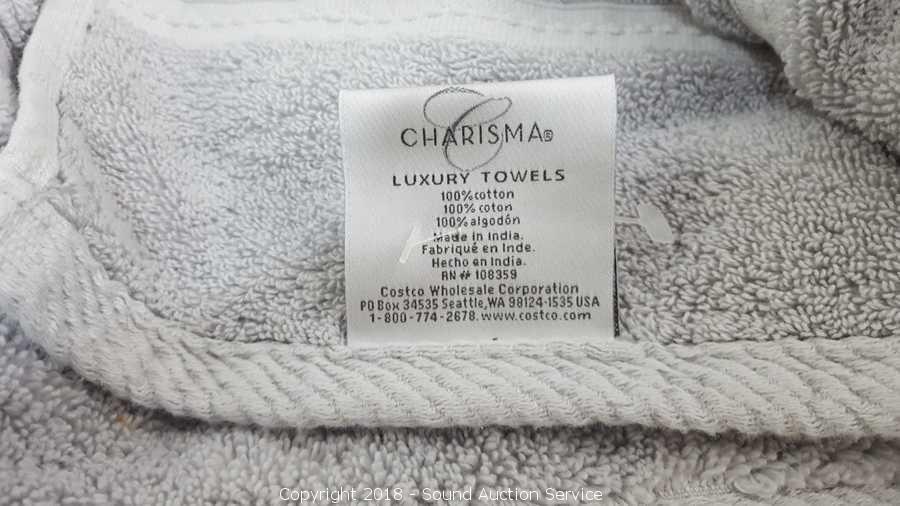 CHARISMA®
LUXURY TOWELS
100%cotton
100% coton
100% algodón
Made in India.
Fabriqué en Inde.
Hecho en India.
RN# 108359
Costco Wholesale Corporation
PO Box 34535 Seattle,WA 98124-1535 USA
1-800-774-2678. www.costco.com
Copyright 2018 - Sound Auction Service